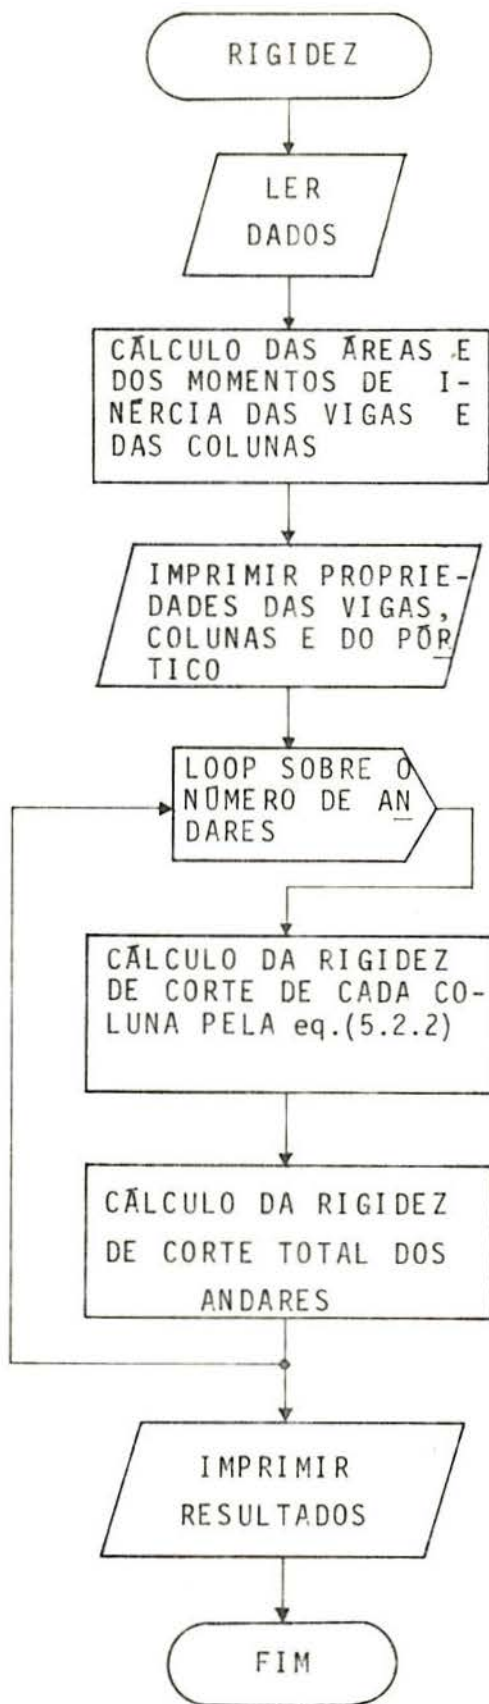 RIGIDEZ
LER
DADOS
CÁLCULO DAS ÁREAS E
DOS MOMENTOS DE I-
NÉRCIA DAS VIGAS E
DAS COLUNAS
IMPRIMIR PROPRIE-
DADES DAS VIGAS,
COLUNAS E DO PÓR
TICO
LOOP SOBRE O
NÚMERO DE AN
DARES
CÁLCULO DA RIGIDEZ
DE CORTE DE CADA CO-
LUNA PELA eq.(5.2.2)
CÁLCULO DA RIGIDEZ
DE CORTE TOTAL DOS
ANDARES
IMPRIMIR
RESULTADOS
FIM